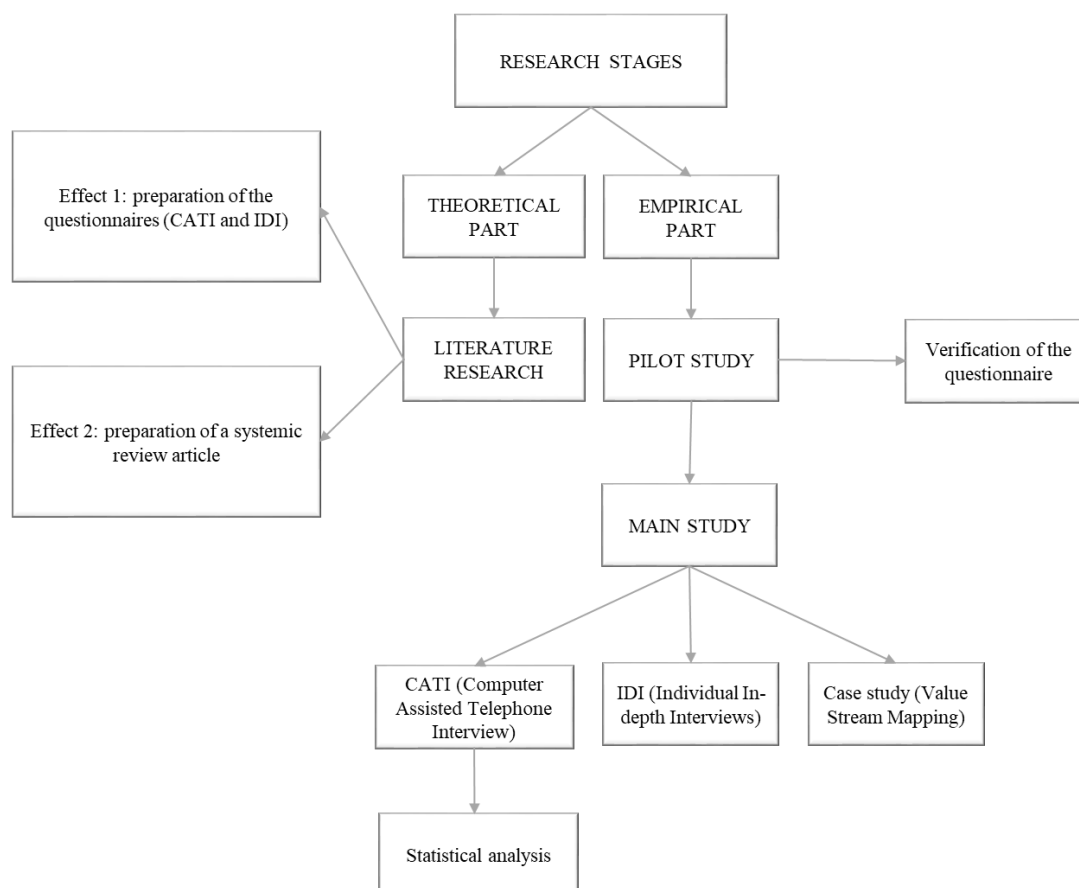 RESEARCH STAGES
Effect 1: preparation of the
questionnaires (CATI and IDI)
THEORETICAL
PART
EMPIRICAL
PART
LITERATURE
RESEARCH
PILOT STUDY
Verification of the
questionnaire
Effect 2: preparation of a systemic
review article
MAIN STUDY
CATI (Computer
Assisted Telephone
Interview)
IDI (Individual In-
depth Interviews)
Case study (Value
Stream Mapping)
Statistical analysis